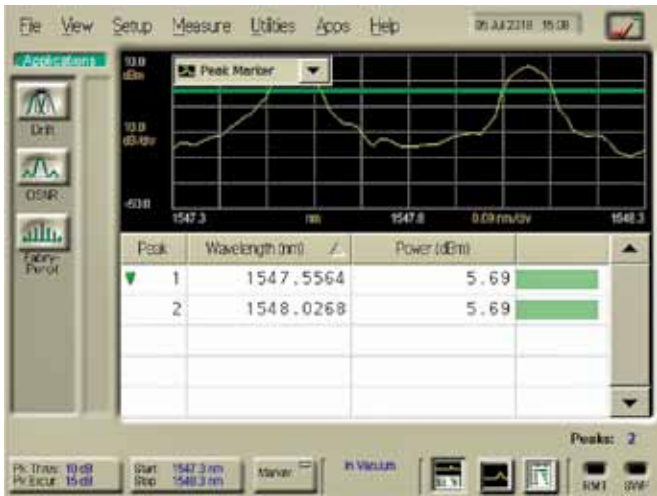 File View Setup Measure Utilities Apps Help 15:08
Applications
10.0
dBm
Peak Marker
10.0
dB/div
1547.3 nm 1547.8 0.09 nm/div 1548.3
Drift
OSNR
Fabry-
Perot
Peak Wavelength (nm) Power (dBm)
1 1547.5564 5.69
2 1548.0268 5.69
Peaks: 2
Pk Thres 10 dB
Pk Excur 15 dB
Start 1547.3 nm
Stop 1548.3 nm
Marker
In Vacuum
RMT SWP